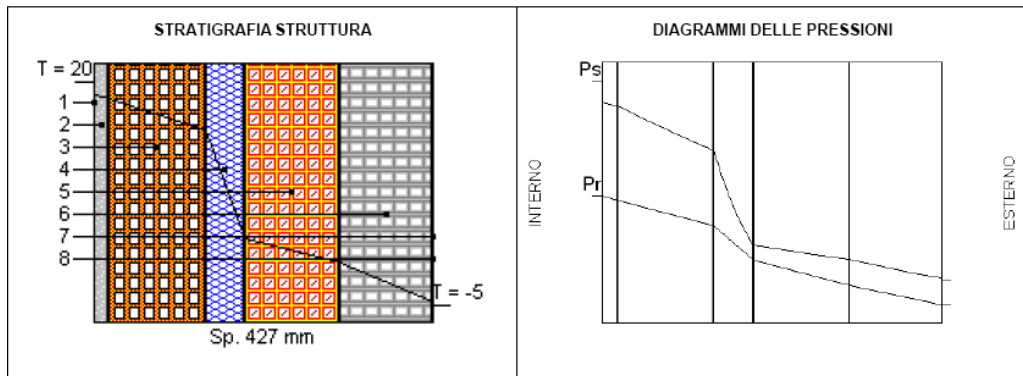 STRATIGRAFIA STRUTTURA
T = 20
1
2
3
4
5
6
7
8
T = -5
Sp. 427 mm
DIAGRAMMI DELLE PRESSIONI
Ps
Pr
INTERNO
ESTERNO